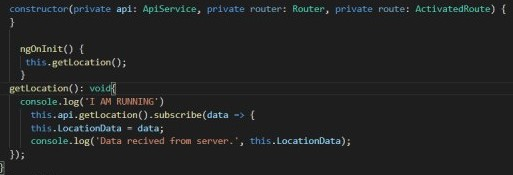 constructor(private api: ApiService, private router: Router, private route: ActivatedRoute) {
}
ngOnInit() {
this.getLocation();
}
getLocation(): void{
console.log('I AM RUNNING')
this.api.getLocation().subscribe(data => {
this.LocationData = data;
console.log('Data recived from server.', this.LocationData);
});
}